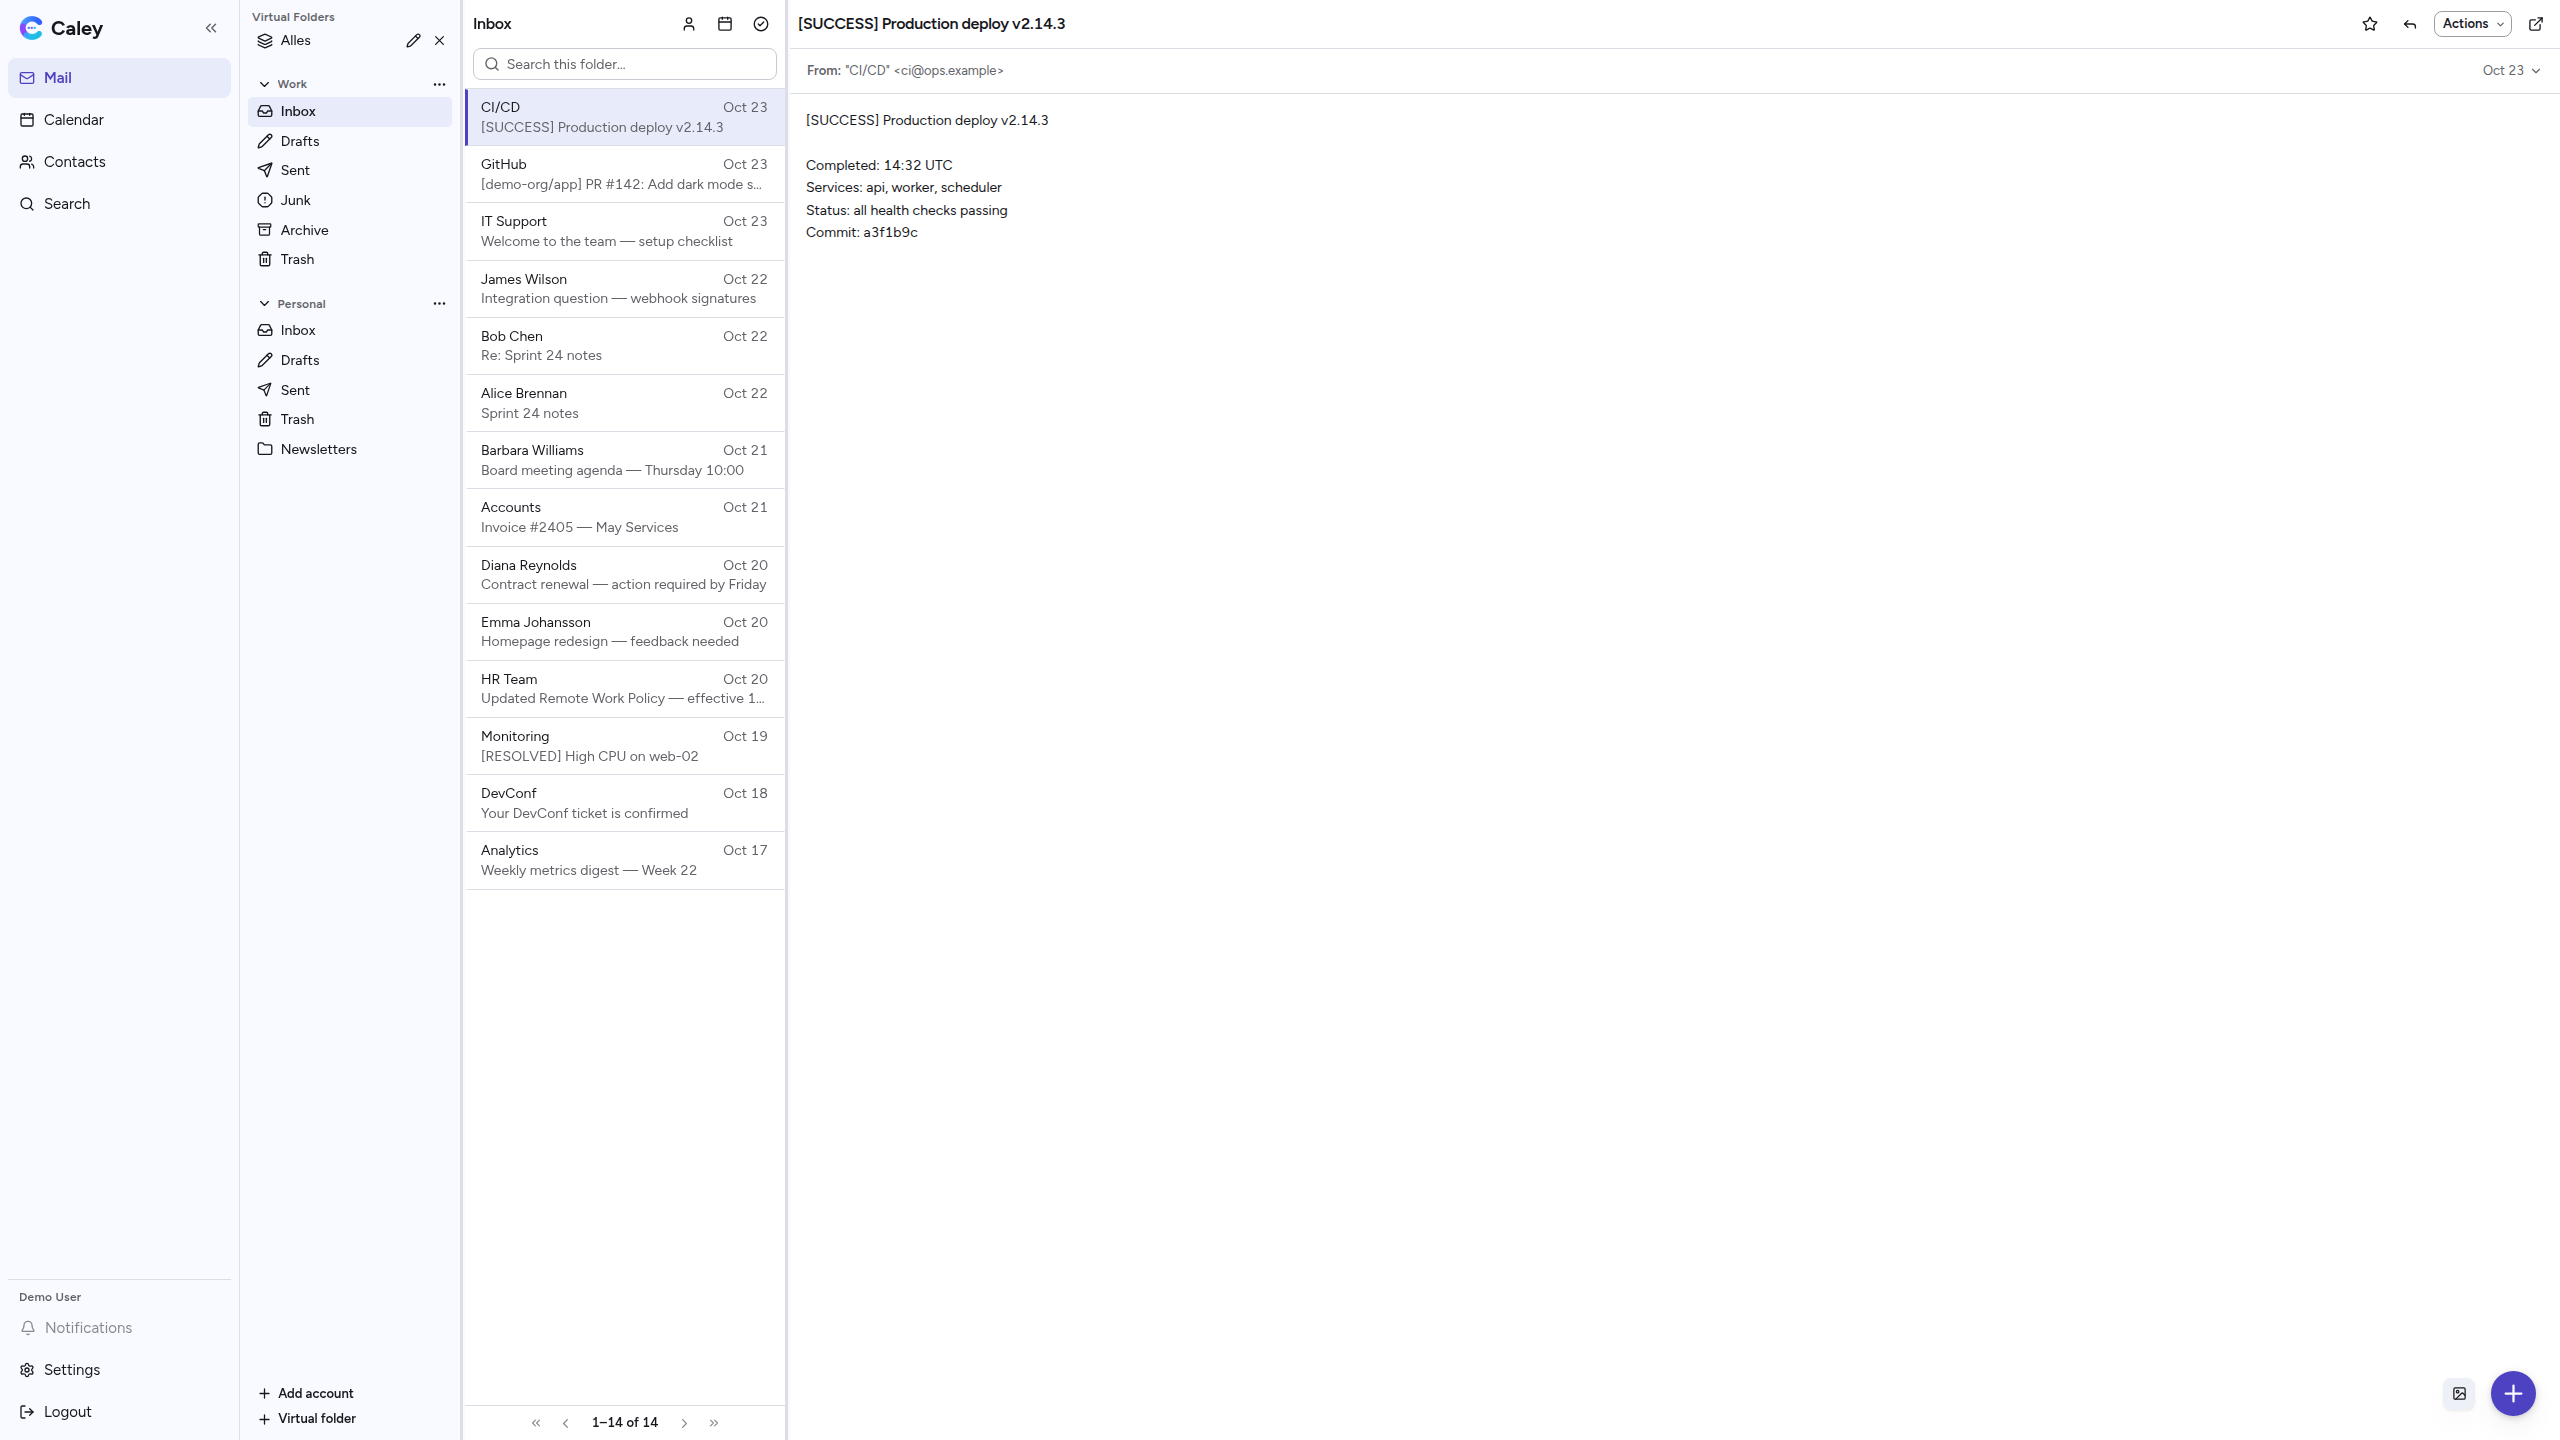 Caley
Mail
Calendar
Contacts
Search
Demo User
Notifications
Settings
Logout
Virtual Folders
Alles
Work
Inbox
Drafts
Sent
Junk
Archive
Trash
Personal
Inbox
Drafts
Sent
Trash
Newsletters
Add account
Virtual folder
Inbox
Search this folder...
CI/CD Oct 23
[SUCCESS] Production deploy v2.14.3
GitHub Oct 23
[demo-org/app] PR #142: Add dark mode s...
IT Support Oct 23
Welcome to the team — setup checklist
James Wilson Oct 22
Integration question — webhook signatures
Bob Chen Oct 22
Re: Sprint 24 notes
Alice Brennan Oct 22
Sprint 24 notes
Barbara Williams Oct 21
Board meeting agenda — Thursday 10:00
Accounts Oct 21
Invoice #2405 — May Services
Diana Reynolds Oct 20
Contract renewal — action required by Friday
Emma Johansson Oct 20
Homepage redesign — feedback needed
HR Team Oct 20
Updated Remote Work Policy — effective 1...
Monitoring Oct 19
[RESOLVED] High CPU on web-02
DevConf Oct 18
Your DevConf ticket is confirmed
Analytics Oct 17
Weekly metrics digest — Week 22
1–14 of 14
[SUCCESS] Production deploy v2.14.3
Actions
From: "CI/CD" <ci@ops.example> Oct 23
[SUCCESS] Production deploy v2.14.3
Completed: 14:32 UTC
Services: api, worker, scheduler
Status: all health checks passing
Commit: a3f1b9c